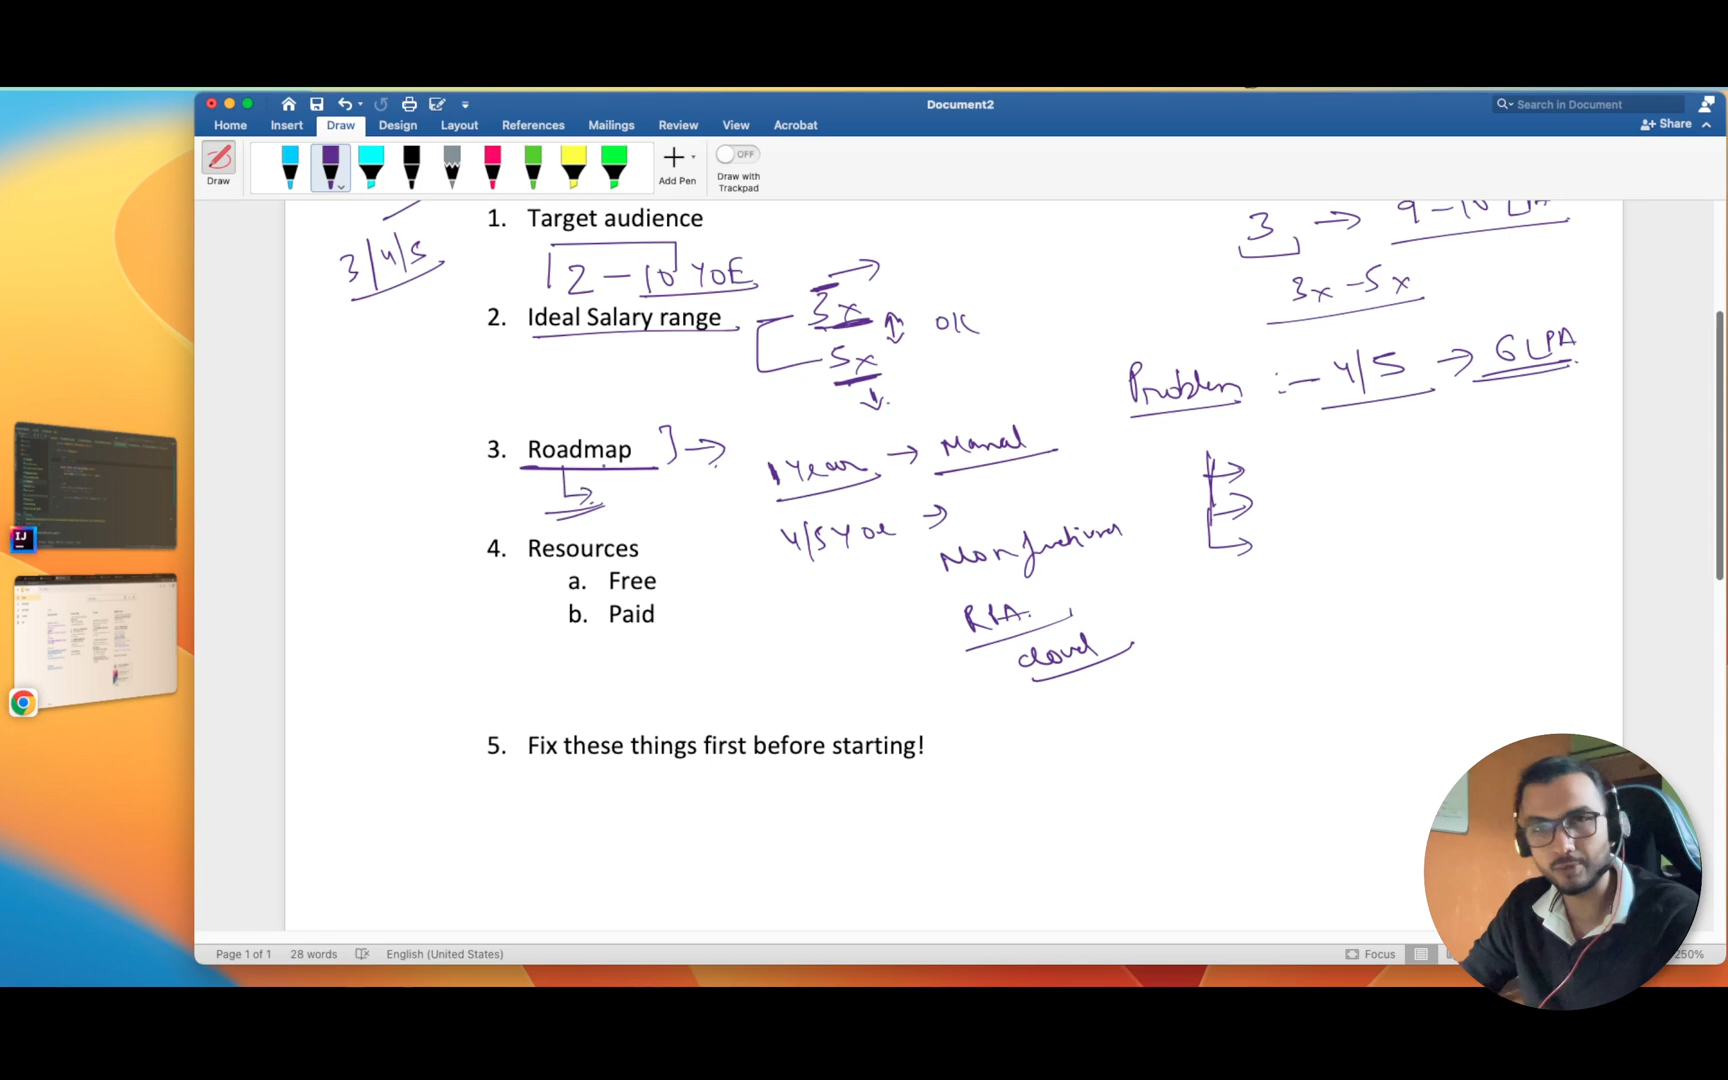 Document2
Search in Document
Home Insert Draw Design Layout References Mailings Review View Acrobat
Share
Draw
Add Pen
OFF
Draw with
Trackpad
1. Target audience
3 → 9-10 LPA
3/4/5
2-10 YOE
3x-5x
2. Ideal Salary range
3x
OK
5x
Problem :- 4/5 → 6 LPA
3. Roadmap
1 Year → Manual
4/5 YOE →
Non functional
4. Resources
a. Free
b. Paid
RPA
cloud
5. Fix these things first before starting!
IJ
Page 1 of 1 28 words English (United States) Focus 250%